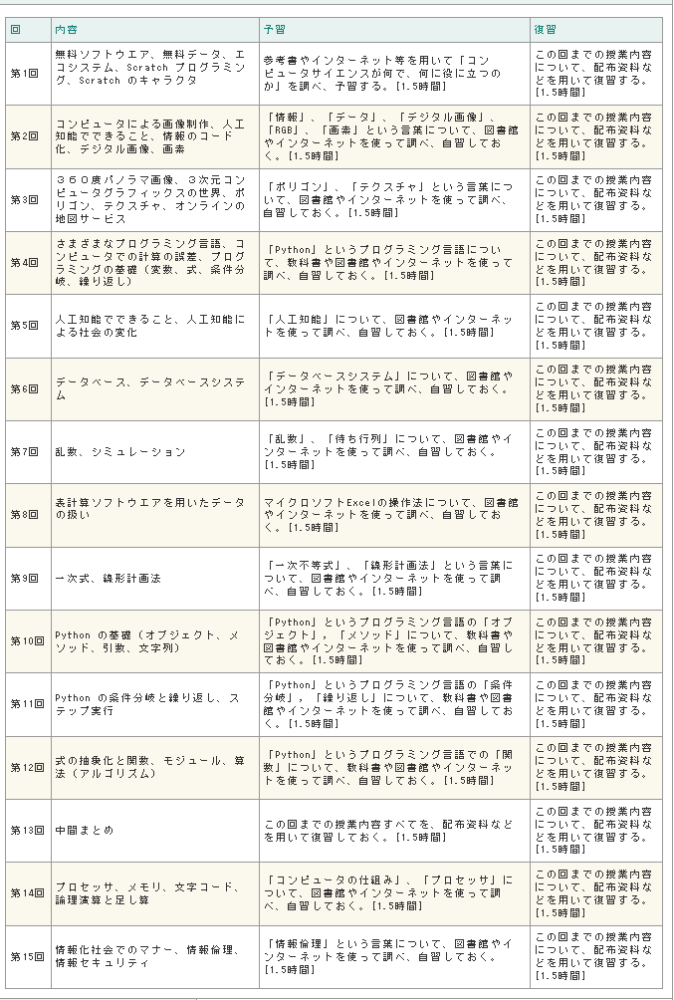 回 内容 予習 復習
第1回
無料ソフトウエア、無料データ、エ
コシステム、Scratch プログラミン
グ、Scratch のキャラクタ
参考書やインターネット等を用いて「コン
ピュータサイエンスが何で、何に役に立つの
か」を調べ、予習する。[1.5時間]
この回までの授業内容
について、配布資料な
どを用いて復習する。
[1.5時間]
第2回
コンピュータによる画像制作、人工
知能でできること、情報のコード
化、デジタル画像、画素
「情報」、「データ」、「デジタル画像」、
「RGB」、「画素」という言葉について、図書館
やインターネットを使って調べ、自習してお
く。[1.5時間]
この回までの授業内容
について、配布資料な
どを用いて復習する。
[1.5時間]
第3回
３６０度パノラマ画像、３次元コン
ピュータグラフィックスの世界、ポ
リゴン、テクスチャ、オンラインの
地図サービス
「ポリゴン」、「テクスチャ」という言葉につ
いて、図書館やインターネットを使って調べ、
自習しておく。[1.5時間]
この回までの授業内容
について、配布資料な
どを用いて復習する。
[1.5時間]
第4回
さまざまなプログラミング言語、コ
ンピュータでの計算の誤差、プログ
ラミングの基礎（変数、式、条件分
岐、繰り返し）
「Python」というプログラミング言語につい
て、教科書や図書館やインターネットを使って
調べ、自習しておく。[1.5時間]
この回までの授業内容
について、配布資料な
どを用いて復習する。
[1.5時間]
第5回
人工知能でできること、人工知能に
よる社会の変化
「人工知能」について、図書館やインターネッ
トを使って調べ、自習しておく。[1.5時間]
この回までの授業内容
について、配布資料な
どを用いて復習する。
[1.5時間]
第6回
データベース、データベースシステ
ム
「データベースシステム」について、図書館や
インターネットを使って調べ、自習しておく。
[1.5時間]
この回までの授業内容
について、配布資料な
どを用いて復習する。
[1.5時間]
第7回
乱数、シミュレーション
「乱数」、「待ち行列」について、図書館やイ
ンターネットを使って調べ、自習しておく。
[1.5時間]
この回までの授業内容
について、配布資料な
どを用いて復習する。
[1.5時間]
第8回
表計算ソフトウエアを用いたデータ
の扱い
マイクロソフトExcelの操作法について、図書館
やインターネットを使って調べ、自習してお
く。[1.5時間]
この回までの授業内容
について、配布資料な
どを用いて復習する。
[1.5時間]
第9回
一次式、線形計画法
「一次不等式」、「線形計画法」という言葉に
ついて、図書館やインターネットを使って調
べ、自習しておく。[1.5時間]
この回までの授業内容
について、配布資料な
どを用いて復習する。
[1.5時間]
第10回
Python の基礎（オブジェクト、メ
ソッド、引数、文字列）
「Python」というプログラミング言語の「オブ
ジェクト」，「メソッド」について、教科書や
図書館やインターネットを使って調べ、自習し
ておく。[1.5時間]
この回までの授業内容
について、配布資料な
どを用いて復習する。
[1.5時間]
第11回
Python の条件分岐と繰り返し、ス
テップ実行
「Python」というプログラミング言語の「条件
分岐」，「繰り返し」について、教科書や図書
館やインターネットを使って調べ、自習してお
く。[1.5時間]
この回までの授業内容
について、配布資料な
どを用いて復習する。
[1.5時間]
第12回
式の抽象化と関数、モジュール、算
法（アルゴリズム）
「Python」というプログラミング言語での「関
数」について、教科書や図書館やインターネッ
トを使って調べ、自習しておく。[1.5時間]
この回までの授業内容
について、配布資料な
どを用いて復習する。
[1.5時間]
第13回
中間まとめ
この回までの授業内容すべてを、配布資料など
を用いて復習しておく。[1.5時間]
この回までの授業内容
について、配布資料な
どを用いて復習する。
[1.5時間]
第14回
プロセッサ、メモリ、文字コード、
論理演算と足し算
「コンピュータの仕組み」、「プロセッサ」に
ついて、図書館やインターネットを使って調
べ、自習しておく。[1.5時間]
この回までの授業内容
について、配布資料な
どを用いて復習する。
[1.5時間]
第15回
情報化社会でのマナー、情報倫理、
情報セキュリティ
「情報倫理」という言葉について、図書館やイ
ンターネットを使って調べ、自習しておく。
[1.5時間]
この回までの授業内容
について、配布資料な
どを用いて復習する。
[1.5時間]